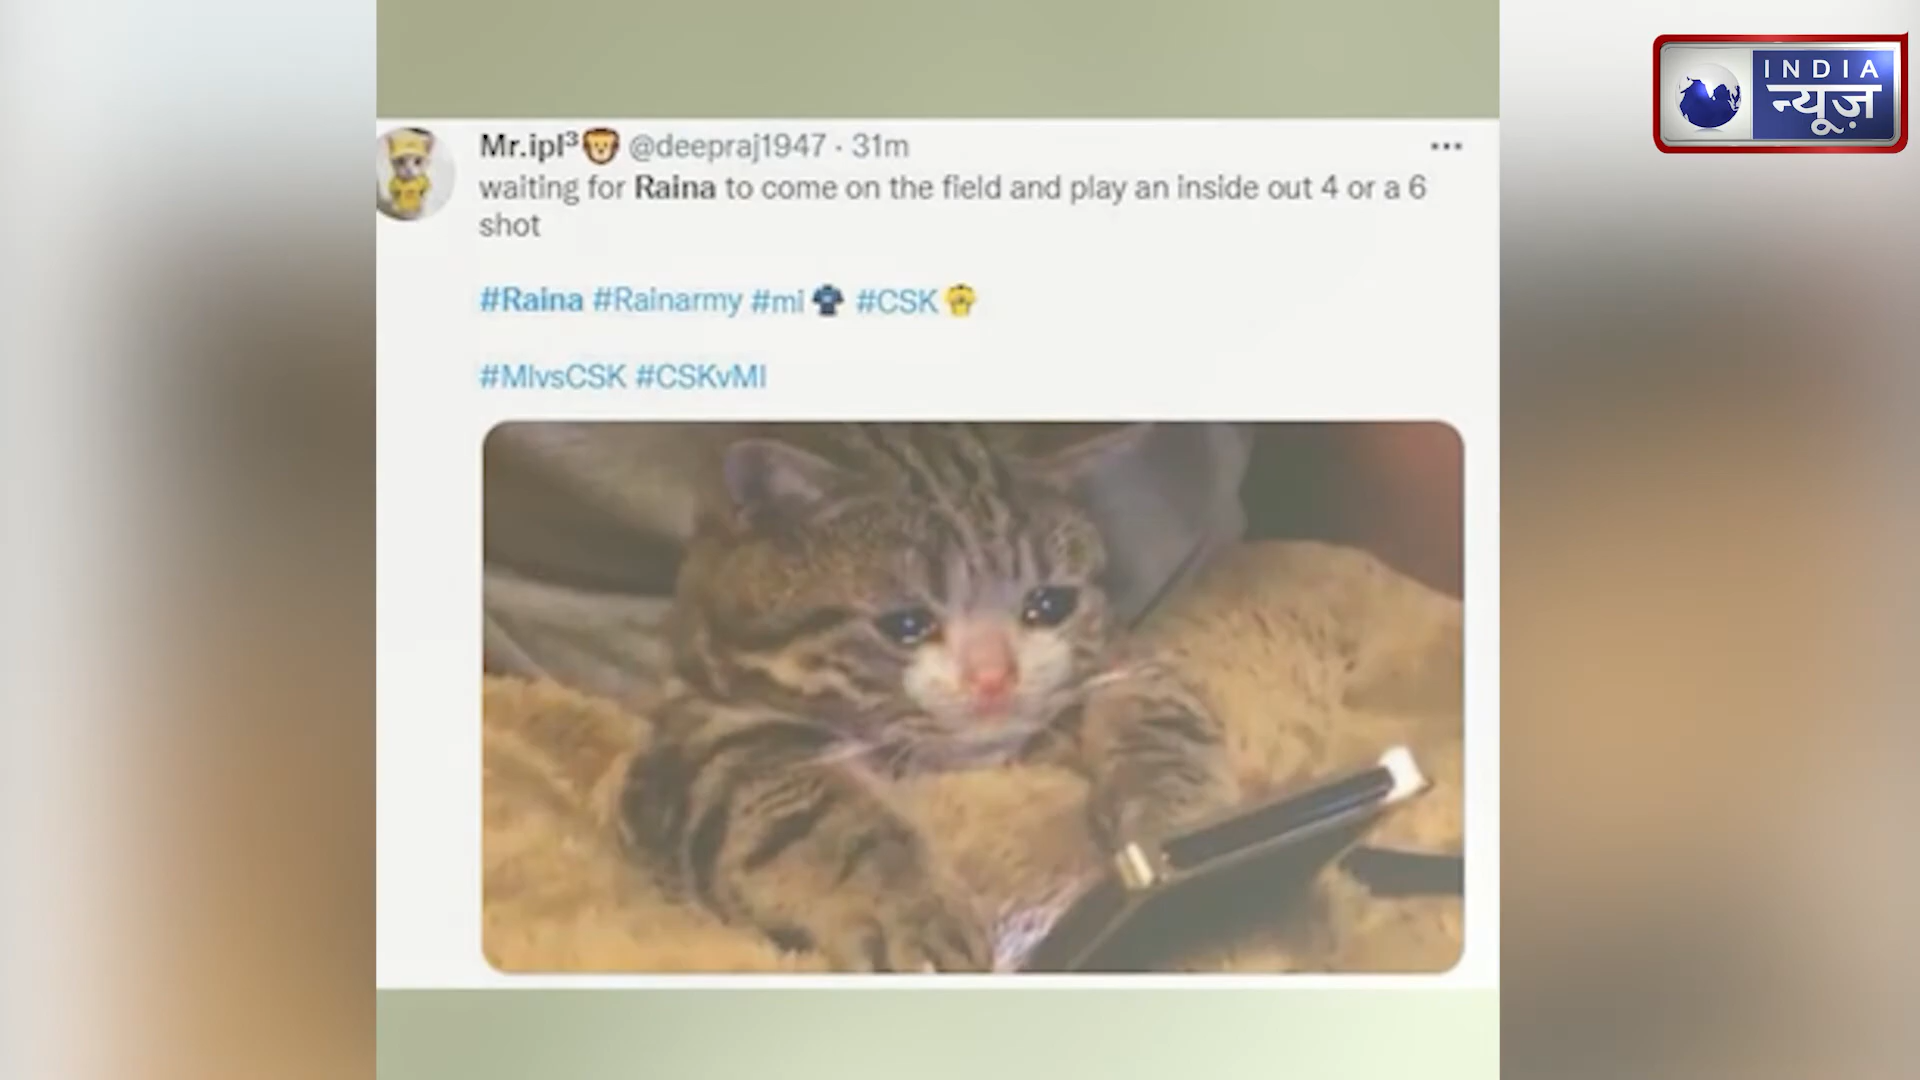 INDIA
न्यूज़
Mr.ipl³🦁 @deepraj1947 · 31m
waiting for Raina to come on the field and play an inside out 4 or a 6
shot
#Raina #Rainarmy #mi #CSK
#MIvsCSK #CSKvMI